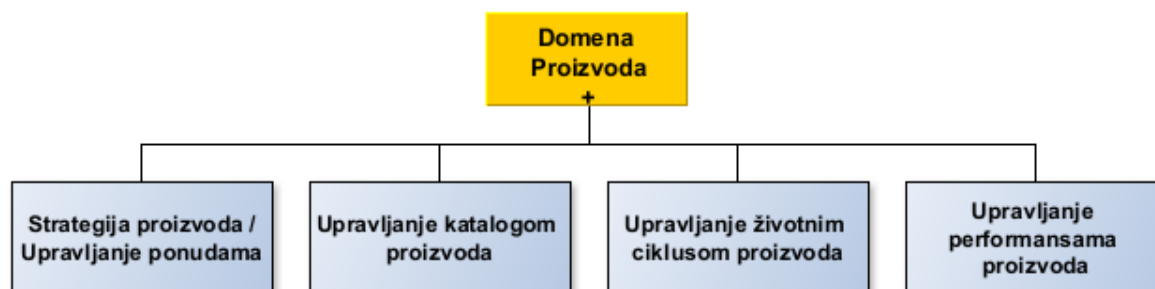 Domena
Proizvoda
+
Strategija proizvoda /
Upravljanje ponudama
Upravljanje katalogom
proizvoda
Upravljanje životnim
ciklusom proizvoda
Upravljanje
performansama
proizvoda